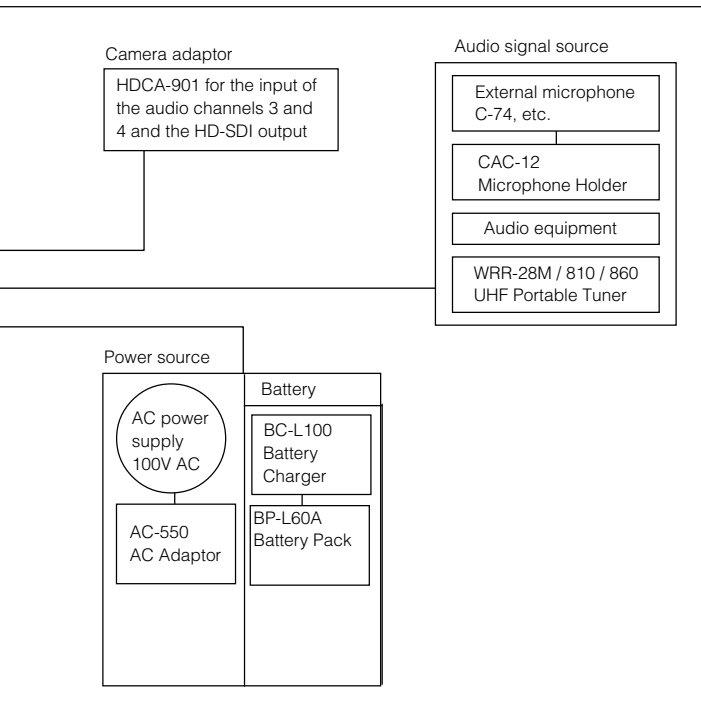 Camera adaptor
HDCA-901 for the input of
the audio channels 3 and
4 and the HD-SDI output
Audio signal source
External microphone
C-74, etc.
CAC-12
Microphone Holder
Audio equipment
WRR-28M / 810 / 860
UHF Portable Tuner
Power source
AC power
supply
100V AC
AC-550
AC Adaptor
Battery
BC-L100
Battery
Charger
BP-L60A
Battery Pack